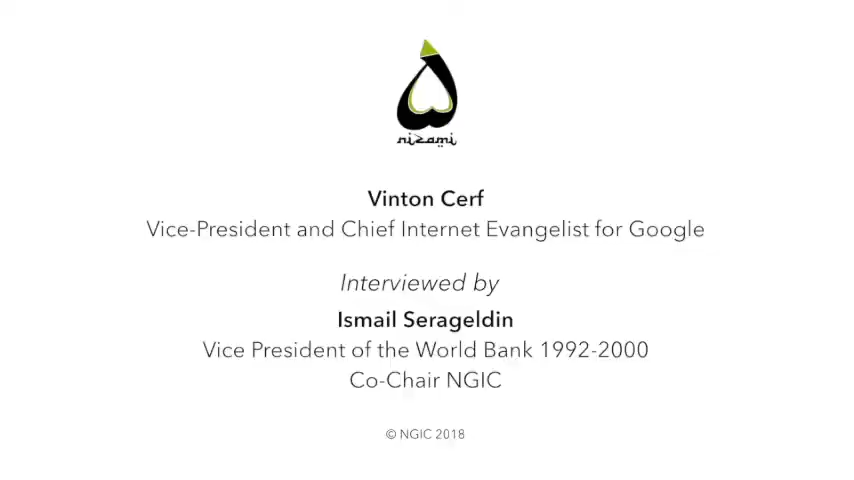 nizami
Vinton Cerf
Vice-President and Chief Internet Evangelist for Google
Interviewed by
Ismail Serageldin
Vice President of the World Bank 1992-2000
Co-Chair NGIC
© NGIC 2018